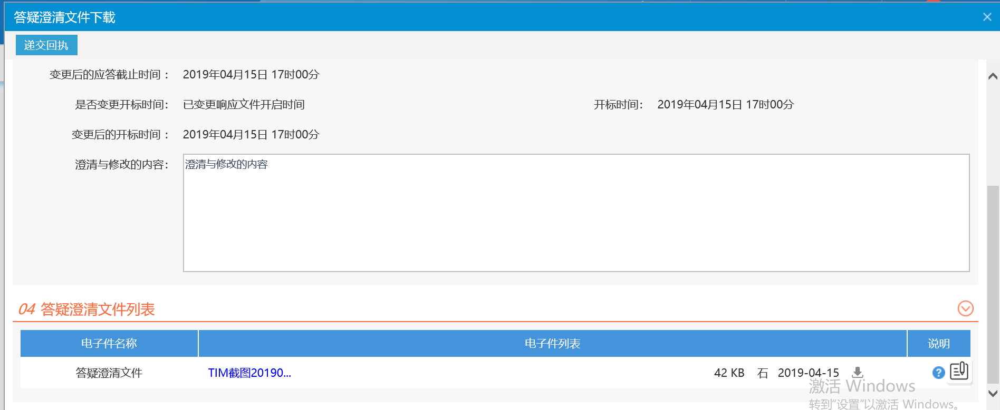 答疑澄清文件下载
递交回执
变更后的应答截止时间： 2019年04月15日 17时00分
是否变更开标时间： 已变更响应文件开启时间 开标时间： 2019年04月15日 17时00分
变更后的开标时间： 2019年04月15日 17时00分
澄清与修改的内容： 澄清与修改的内容
04 答疑澄清文件列表
电子件名称 电子件列表 说明
答疑澄清文件 TIM截图20190... 42 KB 石 2019-04-15
激活 Windows
转到“设置”以激活 Windows。